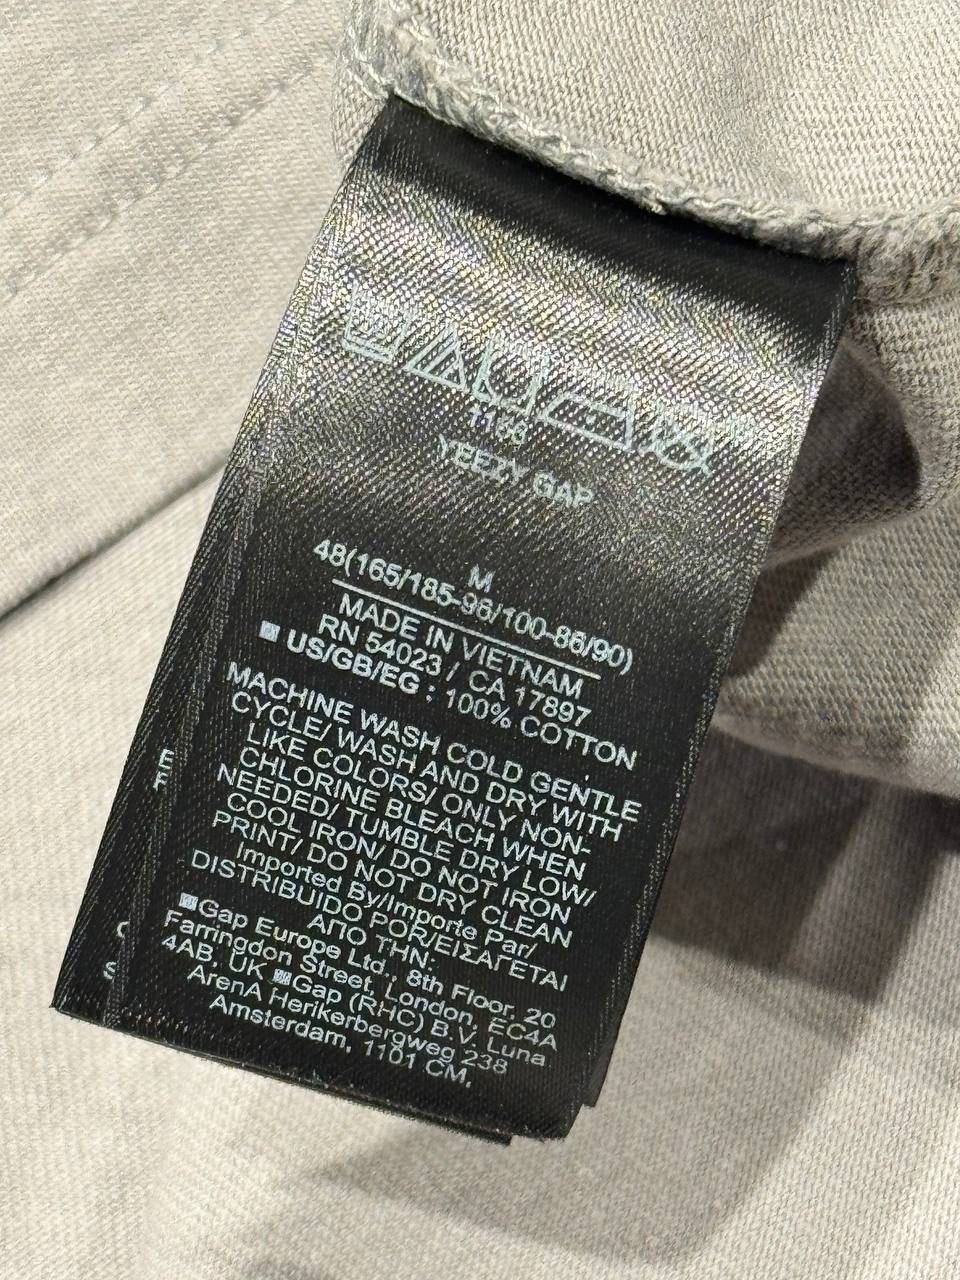 1166
YEEZY GAP
M
48(165/185-96/100-86/90)
MADE IN VIETNAM
RN 54023 / CA 17897
US/GB/EG : 100% COTTON
MACHINE WASH COLD GENTLE
CYCLE/ WASH AND DRY WITH
LIKE COLORS/ ONLY NON-
CHLORINE BLEACH WHEN
NEEDED/ TUMBLE DRY LOW/
COOL IRON/ DO NOT IRON
PRINT/ DO NOT DRY CLEAN
Imported By/Importe Par/
DISTRIBUIDO POR/ΕΙΣΑΓΕΤΑΙ
ΑΠΟ ΤΗΝ:
Gap Europe Ltd., 8th Floor, 20
Farringdon Street, London, EC4A
4AB, UK Gap (RHC) B.V. Luna
ArenA Herikerbergweg 238
Amsterdam, 1101 CM,